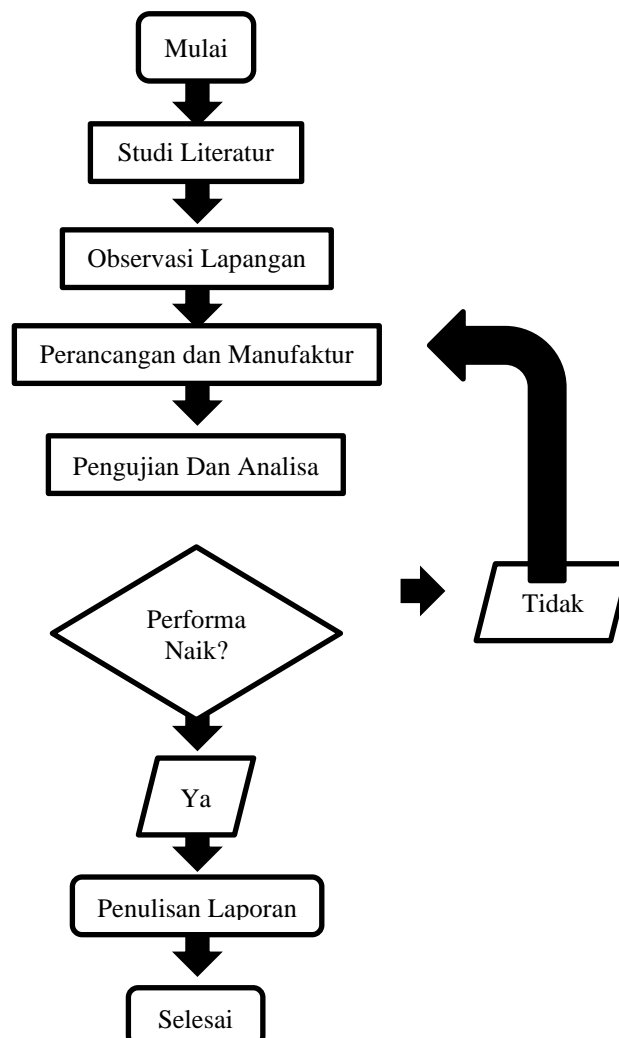 Mulai
Studi Literatur
Observasi Lapangan
Perancangan dan Manufaktur
Pengujian Dan Analisa
Performa
Naik?
Tidak
Ya
Penulisan Laporan
Selesai